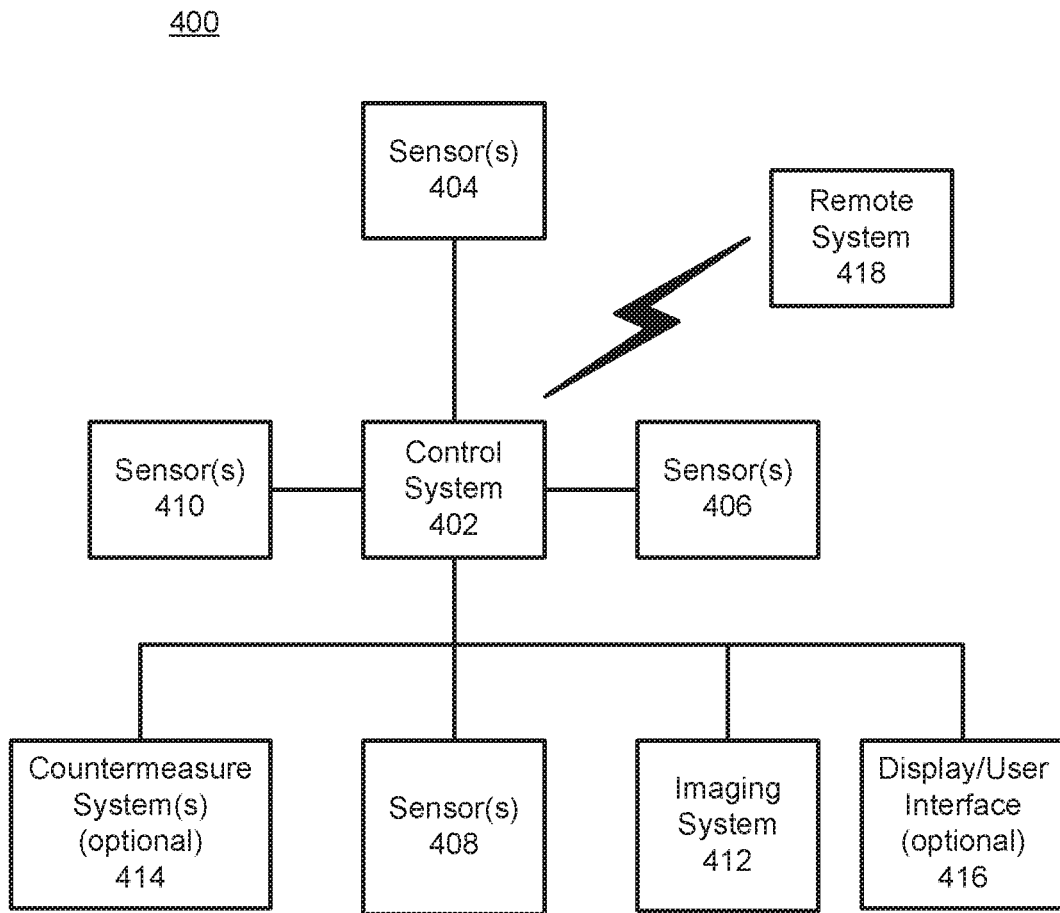 400
Sensor(s)
404
Remote
System
418
Sensor(s)
410
Control
System
402
Sensor(s)
406
Countermeasure
System(s)
(optional)
414
Sensor(s)
408
Imaging
System
412
Display/User
Interface
(optional)
416